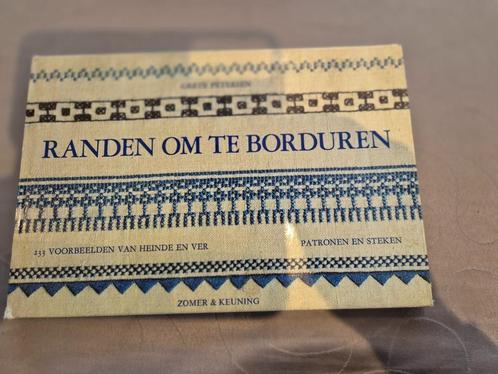 GRETE PETERSEN
RANDEN OM TE BORDUREN
233 VOORBEELDEN VAN HEINDE EN VER PATRONEN EN STEKEN
ZOMER & KEUNING